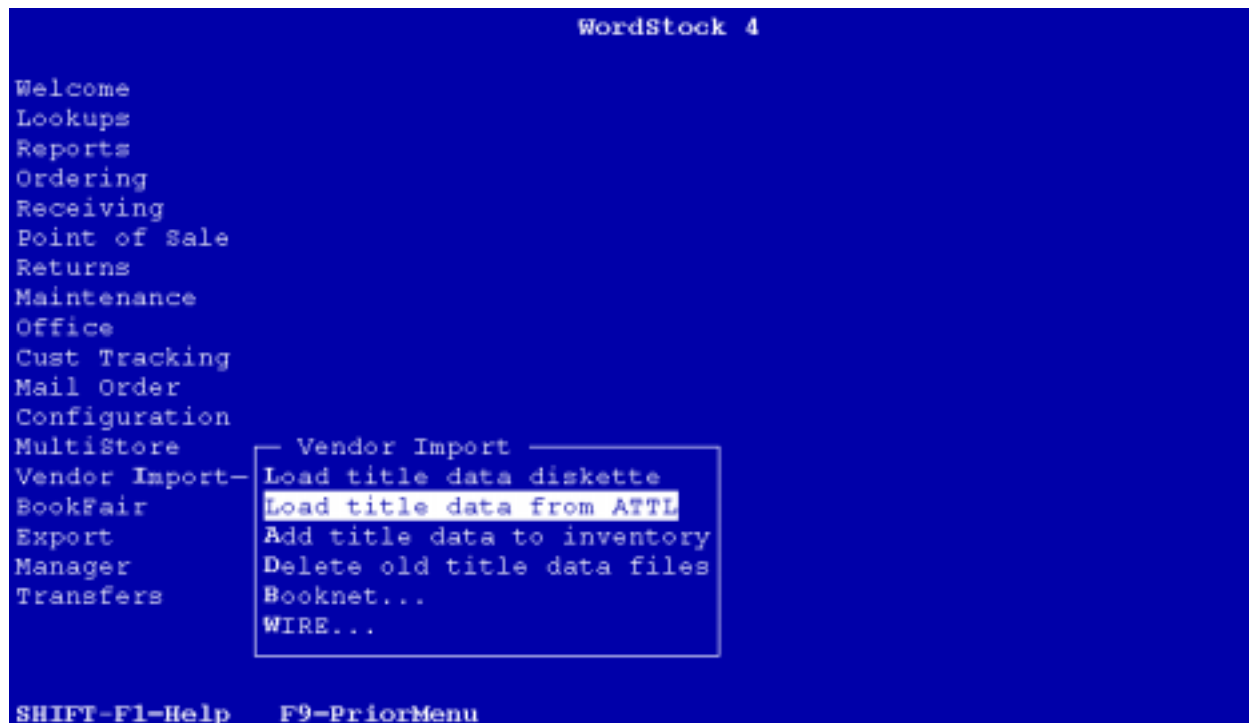 WordStock 4
Welcome
Lookups
Reports
Ordering
Receiving
Point of Sale
Returns
Maintenance
Office
Cust Tracking
Mail Order
Configuration
MultiStore
Vendor Import
BookFair
Export
Manager
Transfers
Vendor Import
Load title data diskette
Load title data from ATTL
Add title data to inventory
Delete old title data files
Booknet...
WIRE...
SHIFT-F1=Help F9=PriorMenu